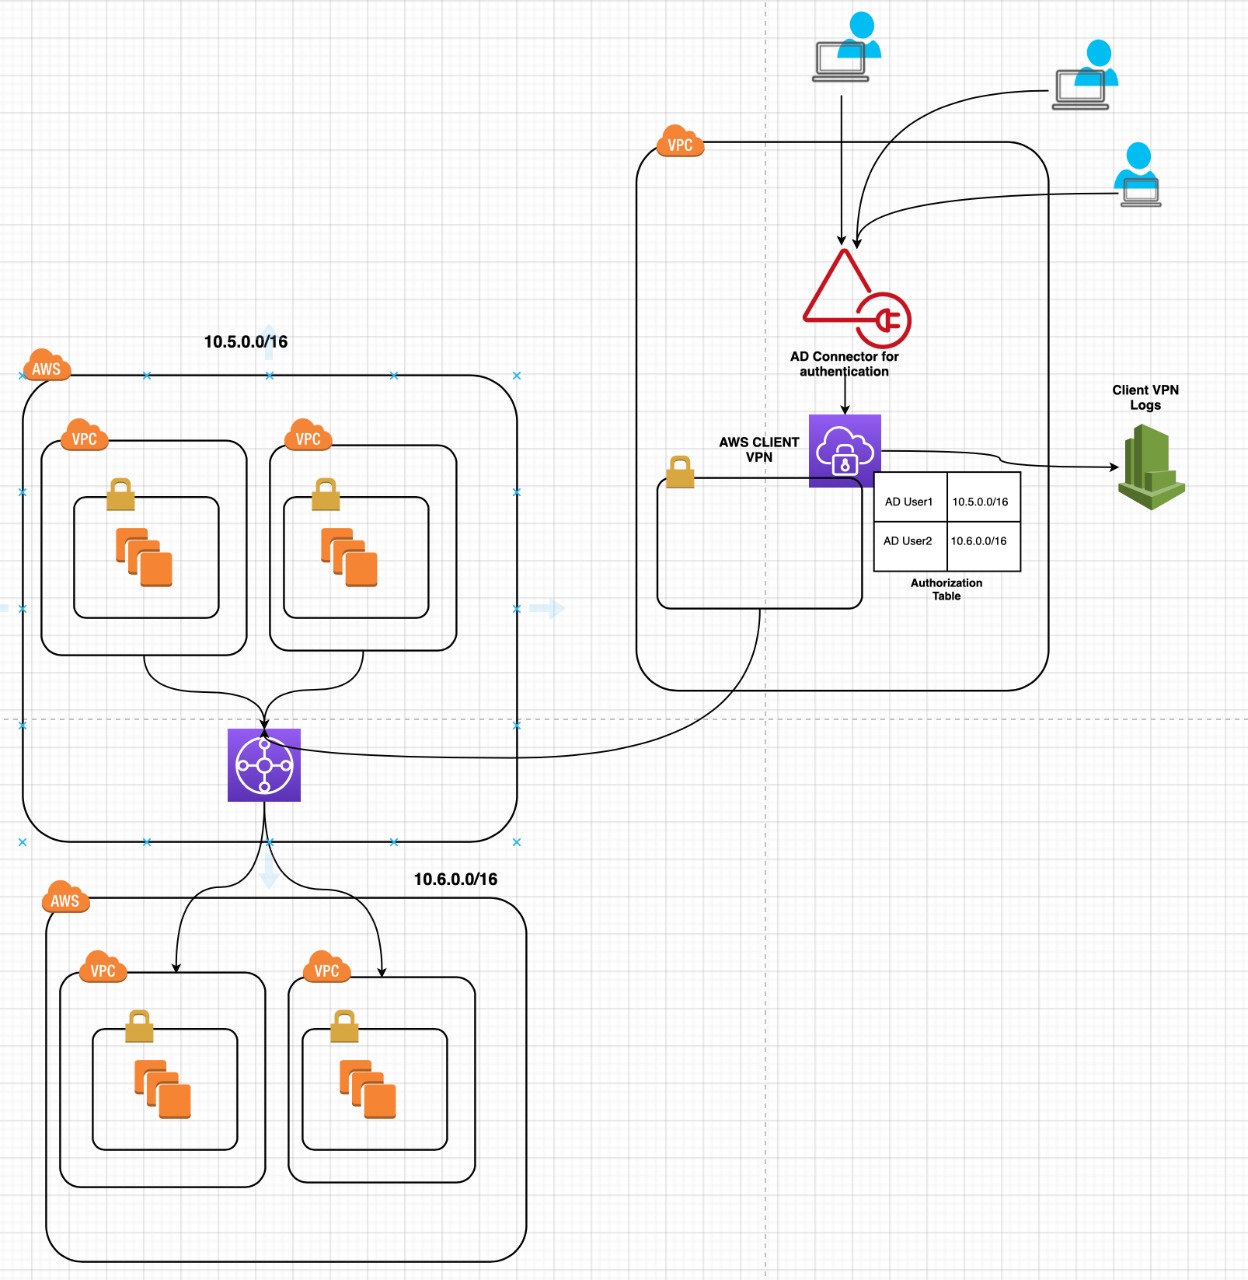 VPC
AD Connector for
authentication
Client VPN
Logs
AWS CLIENT
VPN
AD User1
10.5.0.0/16
AD User2
10.6.0.0/16
Authorization
Table
10.5.0.0/16
AWS
VPC
VPC
10.6.0.0/16
AWS
VPC
VPC